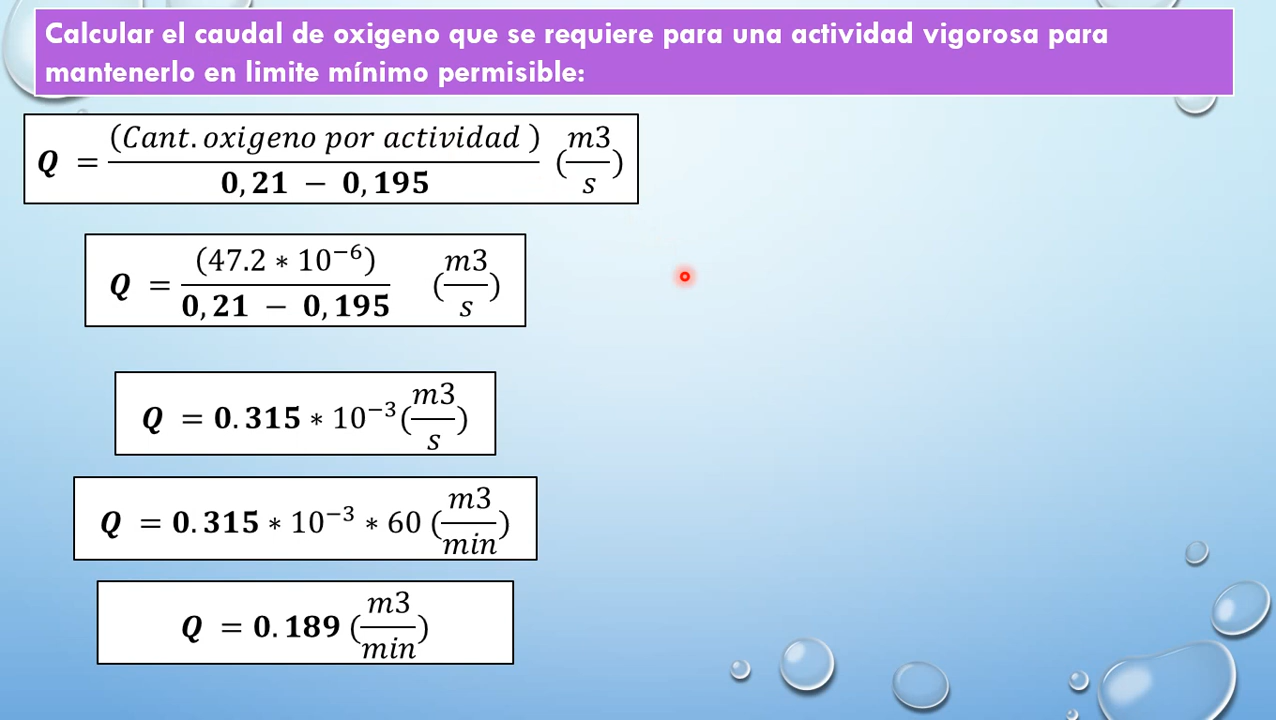 Calcular el caudal de oxigeno que se requiere para una actividad vigorosa para
mantenerlo en limite mínimo permisible:
Q = (Cant. oxigeno por actividad ) / 0,21 − 0,195 (m3/s)
Q = (47.2 * 10⁻⁶) / 0,21 − 0,195 (m3/s)
Q = 0.315 * 10⁻³ (m3/s)
Q = 0.315 * 10⁻³ * 60 (m3/min)
Q = 0.189 (m3/min)